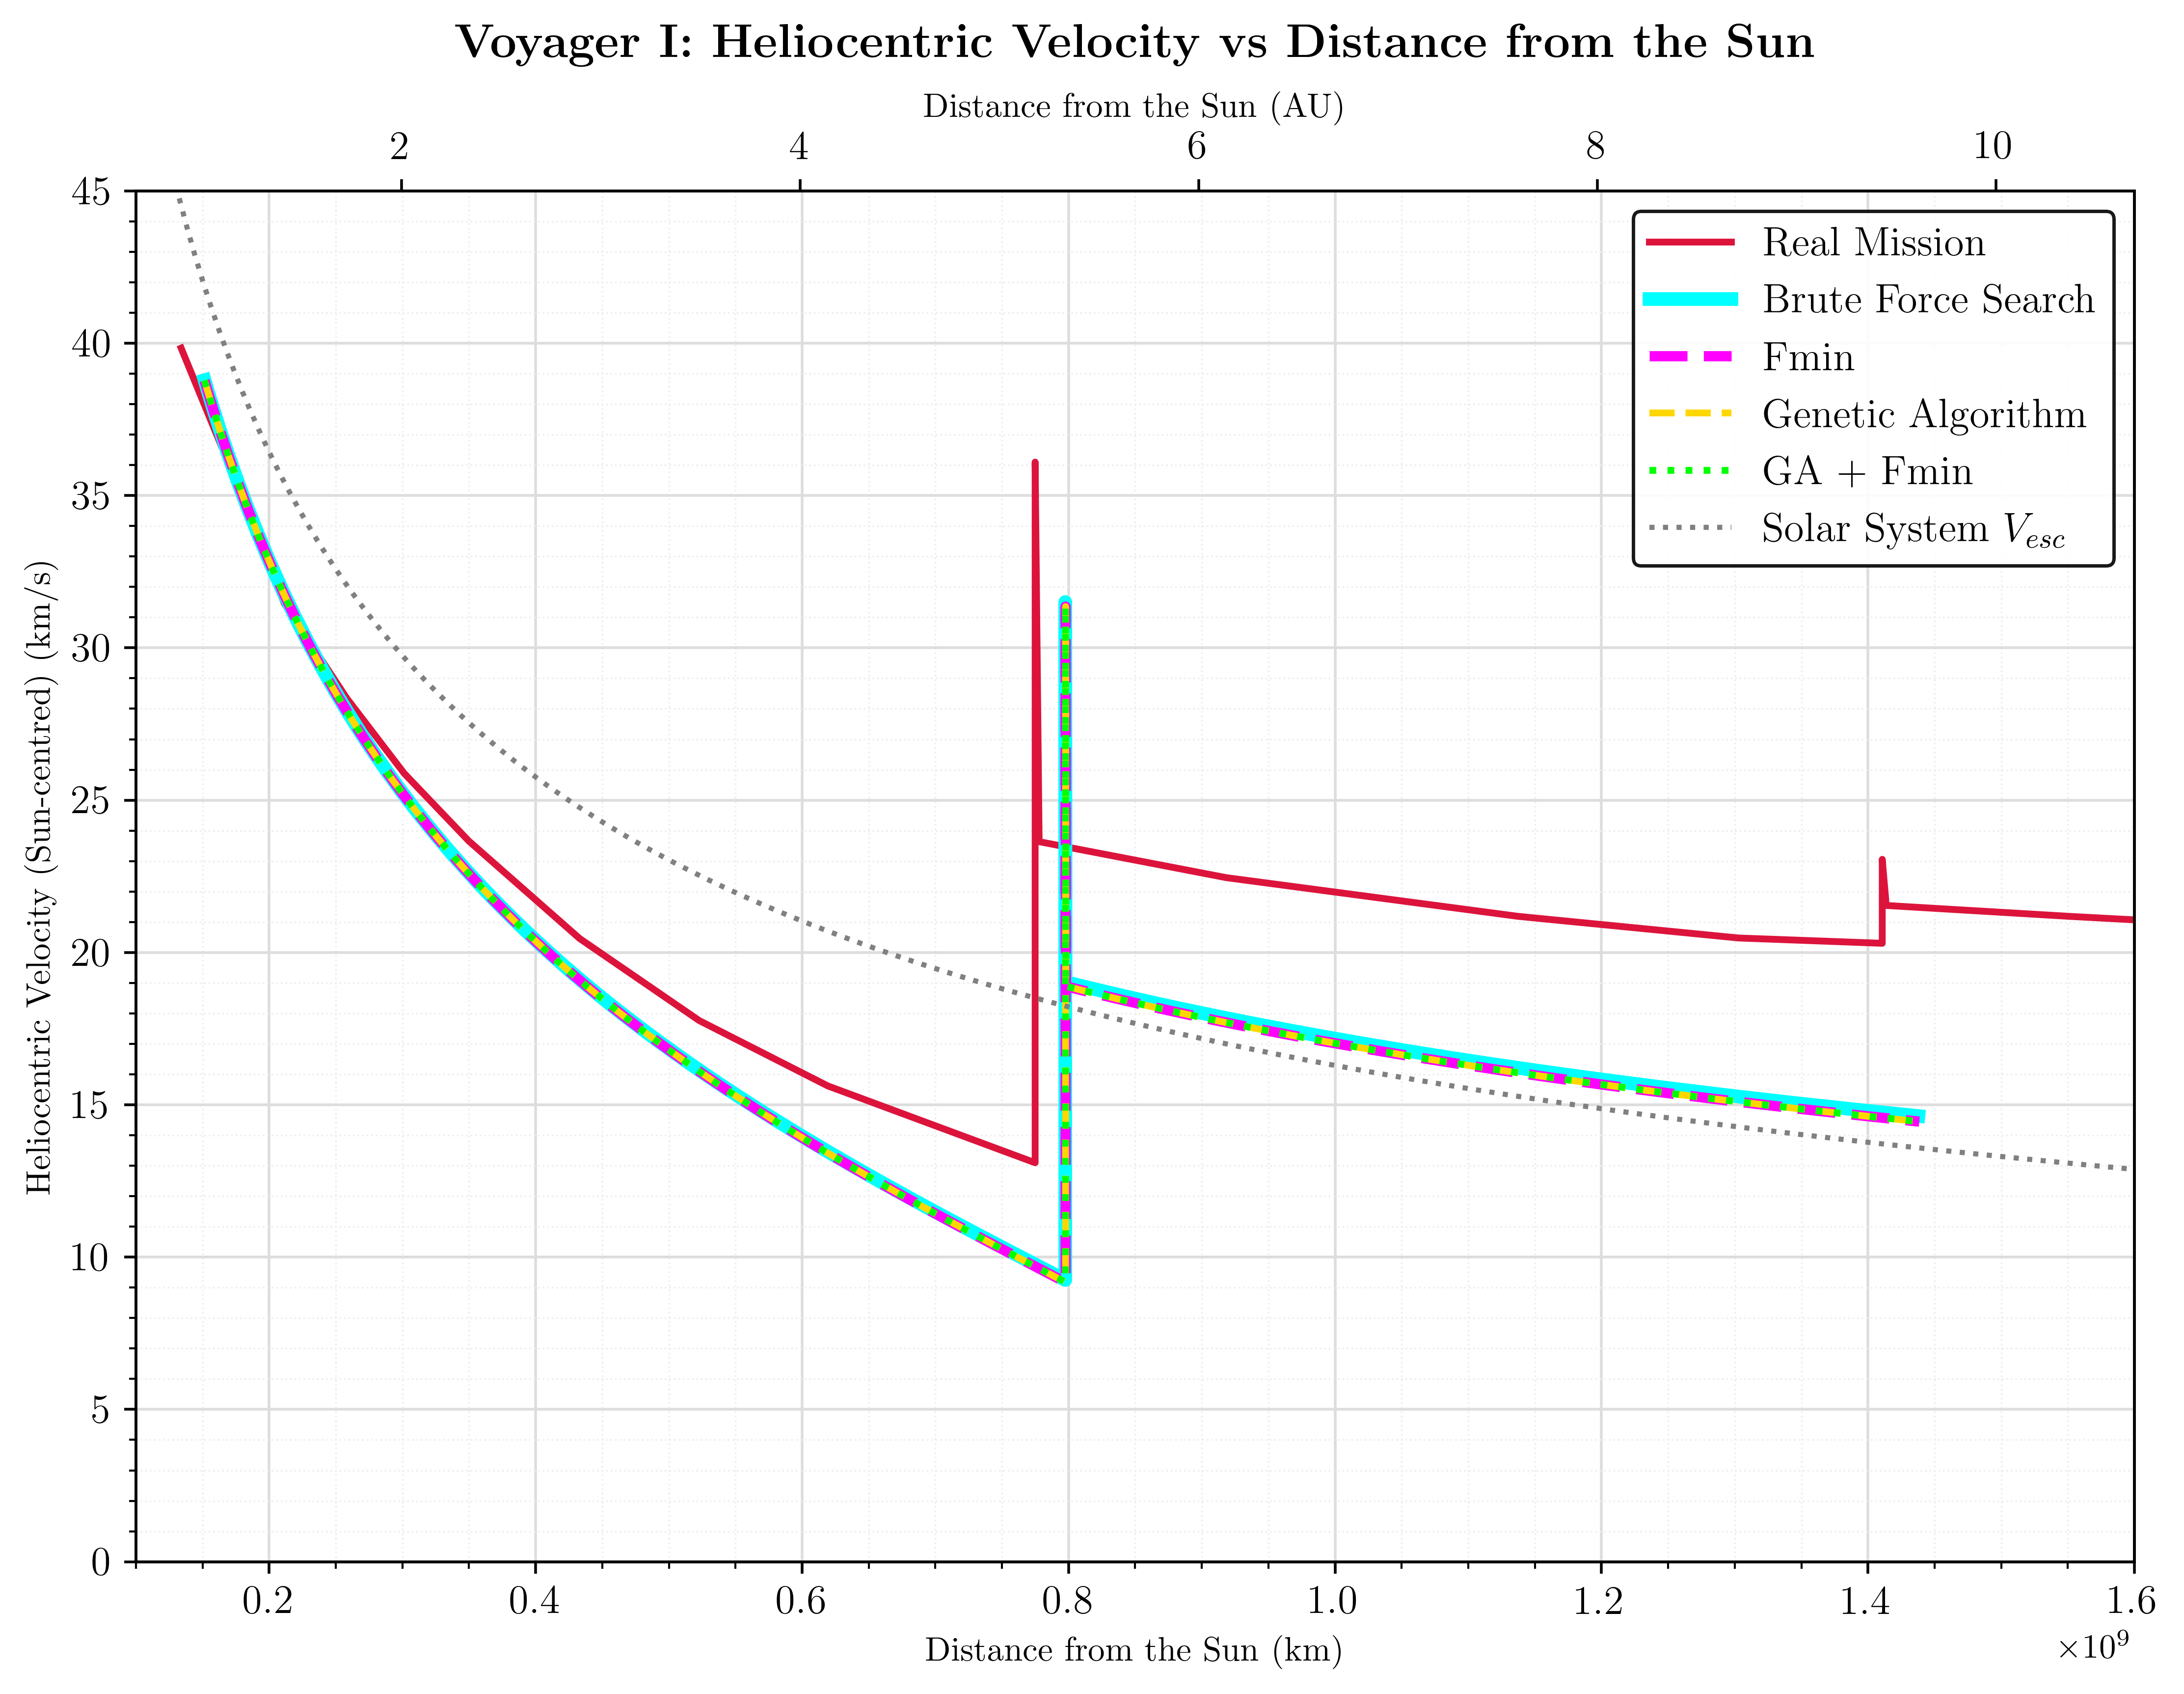 Voyager I: Heliocentric Velocity vs Distance from the Sun
Distance from the Sun (AU)
2 4 6 8 10
Real Mission
Brute Force Search
Fmin
Genetic Algorithm
GA + Fmin
Solar System V_esc
Heliocentric Velocity (Sun-centred) (km/s)
45
40
35
30
25
20
15
10
5
0
0.2 0.4 0.6 0.8 1.0 1.2 1.4 1.6
Distance from the Sun (km)
×10⁹